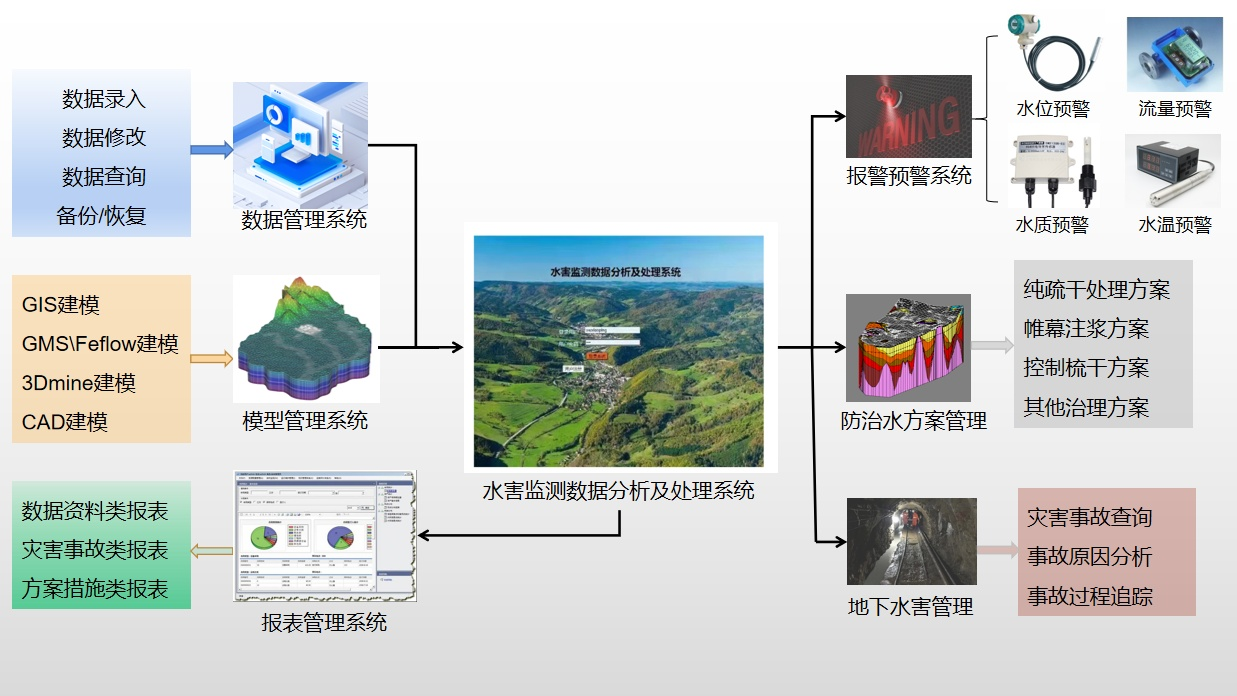 数据录入
数据修改
数据查询
备份/恢复
数据管理系统
GIS建模
GMS\Feflow建模
3Dmine建模
CAD建模
模型管理系统
数据资料类报表
灾害事故类报表
方案措施类报表
报表管理系统
水害监测数据分析及处理系统
水害监测数据分析及处理系统
WARNING
报警预警系统
水位预警
流量预警
水质预警
水温预警
防治水方案管理
纯疏干处理方案
帷幕注浆方案
控制梳干方案
其他治理方案
地下水害管理
灾害事故查询
事故原因分析
事故过程追踪